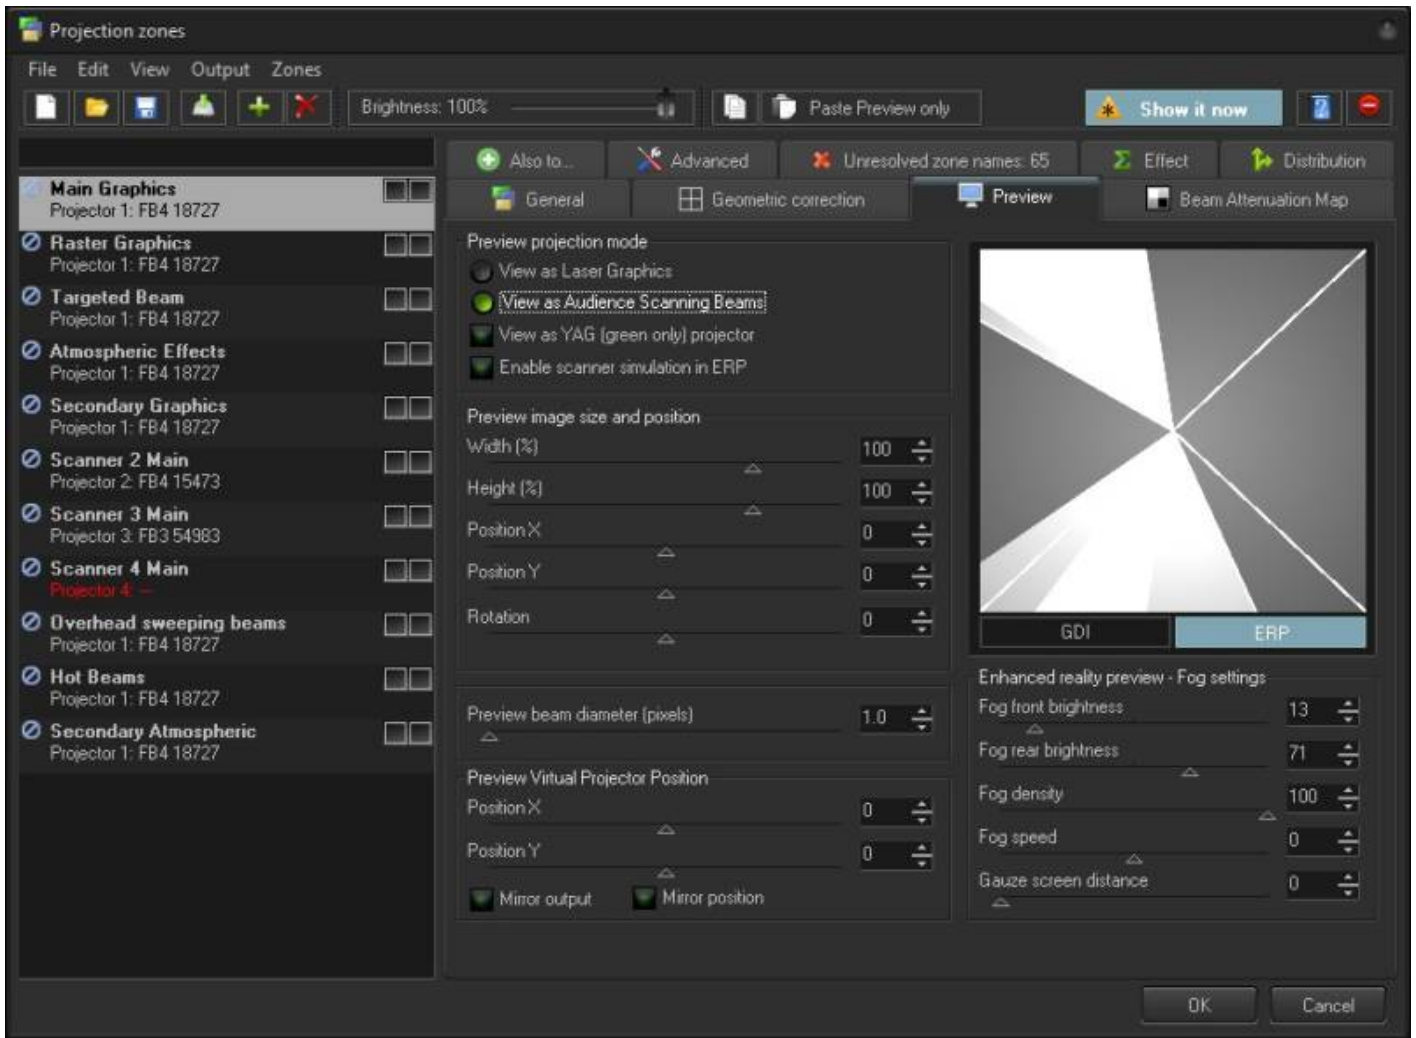 Projection zones
File Edit View Output Zones
Brightness: 100% Paste Preview only Show it now
Also to... Advanced Unresolved zone names: 65 Effect Distribution
General Geometric correction Preview Beam Attenuation Map
Main Graphics
Projector 1: FB4 18727
Raster Graphics
Projector 1: FB4 18727
Targeted Beam
Projector 1: FB4 18727
Atmospheric Effects
Projector 1: FB4 18727
Secondary Graphics
Projector 1: FB4 18727
Scanner 2 Main
Projector 2: FB4 15473
Scanner 3 Main
Projector 3: FB3 54983
Scanner 4 Main
Projector 4: --
Overhead sweeping beams
Projector 1: FB4 18727
Hot Beams
Projector 1: FB4 18727
Secondary Atmospheric
Projector 1: FB4 18727
Preview projection mode
View as Laser Graphics
View as Audience Scanning Beams
View as YAG (green only) projector
Enable scanner simulation in ERP
Preview image size and position
Width (%) 100
Height (%) 100
Position X 0
Position Y 0
Rotation 0
Preview beam diameter (pixels) 1.0
Preview Virtual Projector Position
Position X 0
Position Y 0
Mirror output Mirror position
GDI ERP
Enhanced reality preview - Fog settings
Fog front brightness 13
Fog rear brightness 71
Fog density 100
Fog speed 0
Gauze screen distance 0
OK Cancel